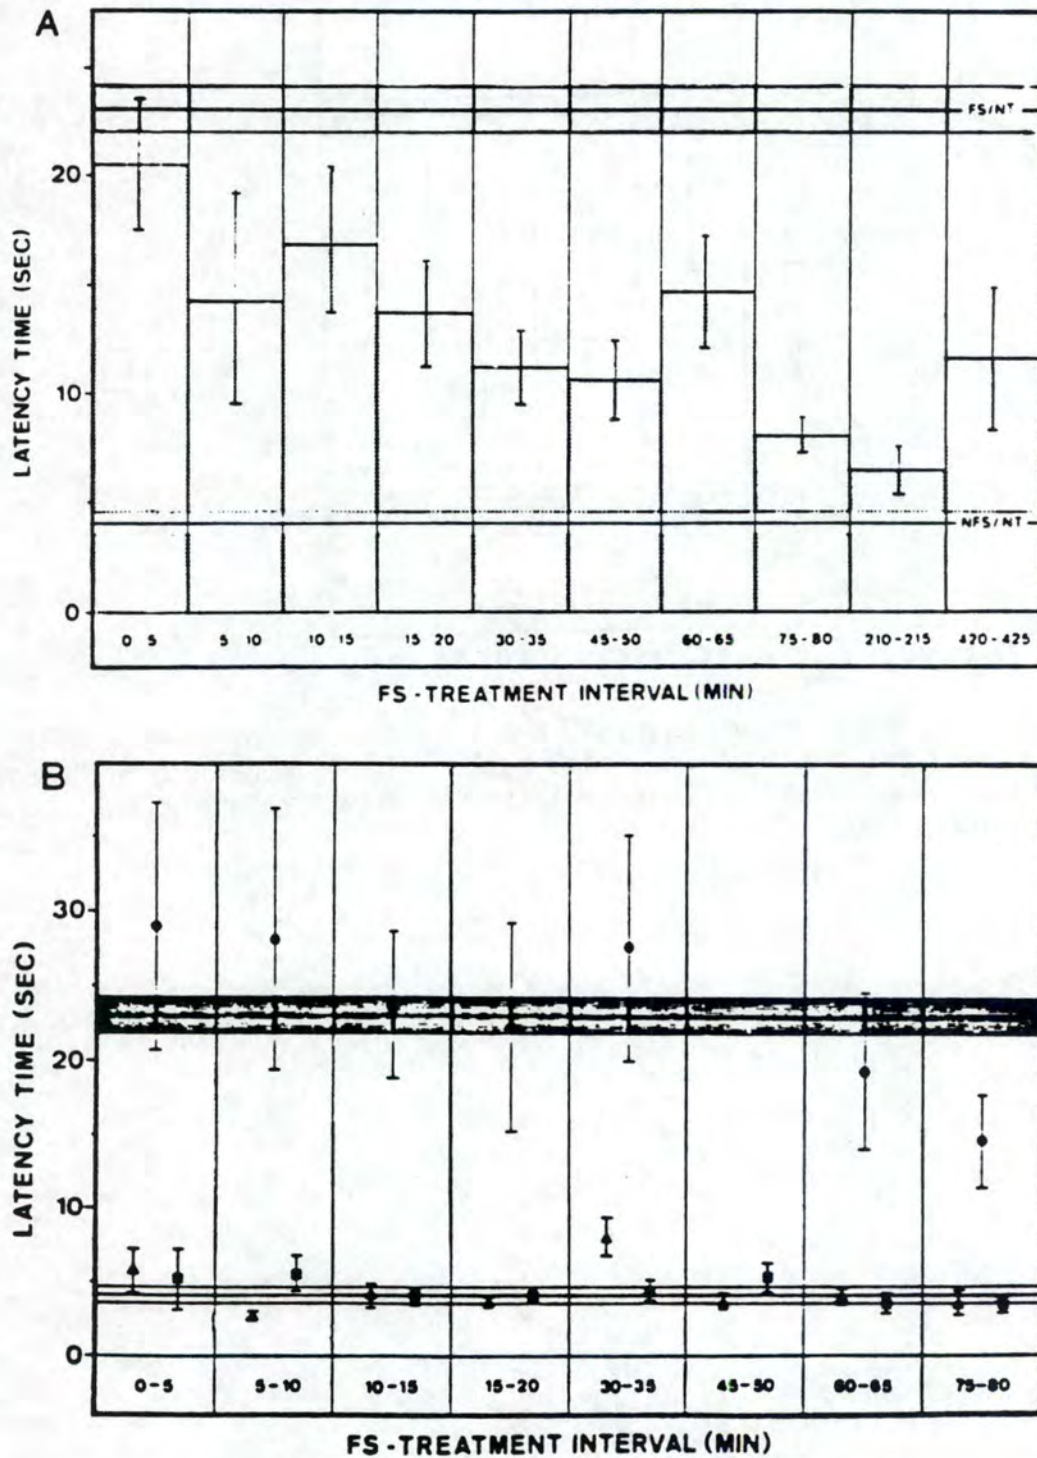 A
FS/NT
20
10
NFS/NT
0
0-5 5-10 10-15 15-20 30-35 45-50 60-65 75-80 210-215 420-425
LATENCY TIME (SEC)
FS-TREATMENT INTERVAL (MIN)
B
30
20
10
0
0-5 5-10 10-15 15-20 30-35 45-50 60-65 75-80
LATENCY TIME (SEC)
FS-TREATMENT INTERVAL (MIN)